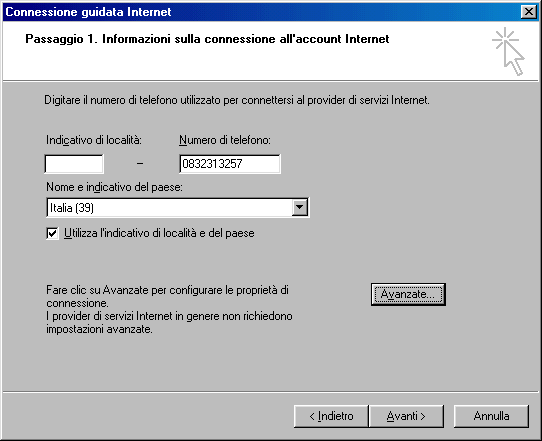 Connessione guidata Internet
Passaggio 1. Informazioni sulla connessione all'account Internet
Digitare il numero di telefono utilizzato per connettersi al provider di servizi Internet.
Indicativo di località: Numero di telefono:
– 0832313257
Nome e indicativo del paese:
Italia (39)
Utilizza l'indicativo di località e del paese
Fare clic su Avanzate per configurare le proprietà di
connessione.
I provider di servizi Internet in genere non richiedono
impostazioni avanzate.
Avanzate...
< Indietro Avanti > Annulla